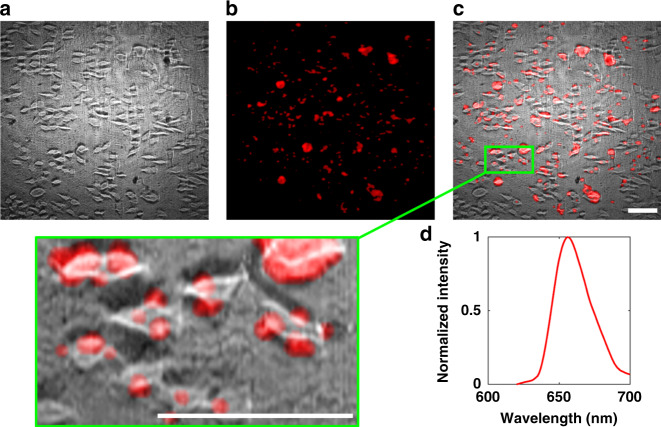 a
b
c
d
Normalized intensity
1
0.5
0
600
650
700
Wavelength (nm)